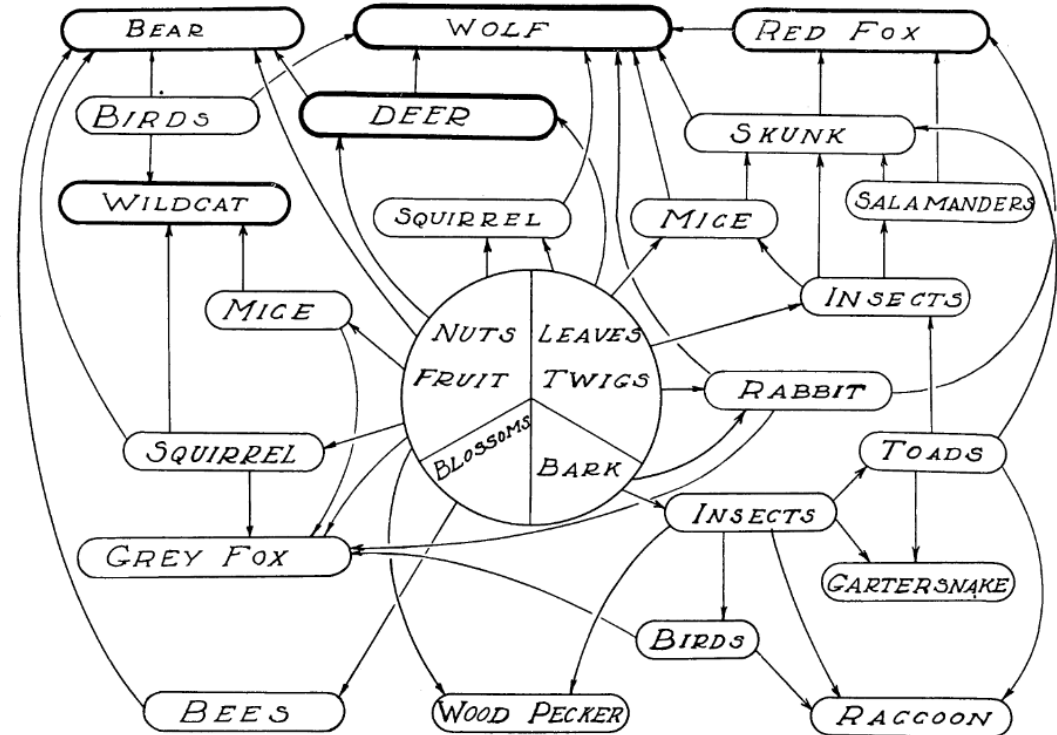 BEAR
WOLF
RED FOX
BIRDS
DEER
SKUNK
WILDCAT
SQUIRREL
MICE
SALAMANDERS
MICE
INSECTS
NUTS
LEAVES
FRUIT
TWIGS
RABBIT
BLOSSOMS
BARK
SQUIRREL
TOADS
INSECTS
GREY FOX
GARTERSNAKE
BIRDS
BEES
WOOD PECKER
RACCOON